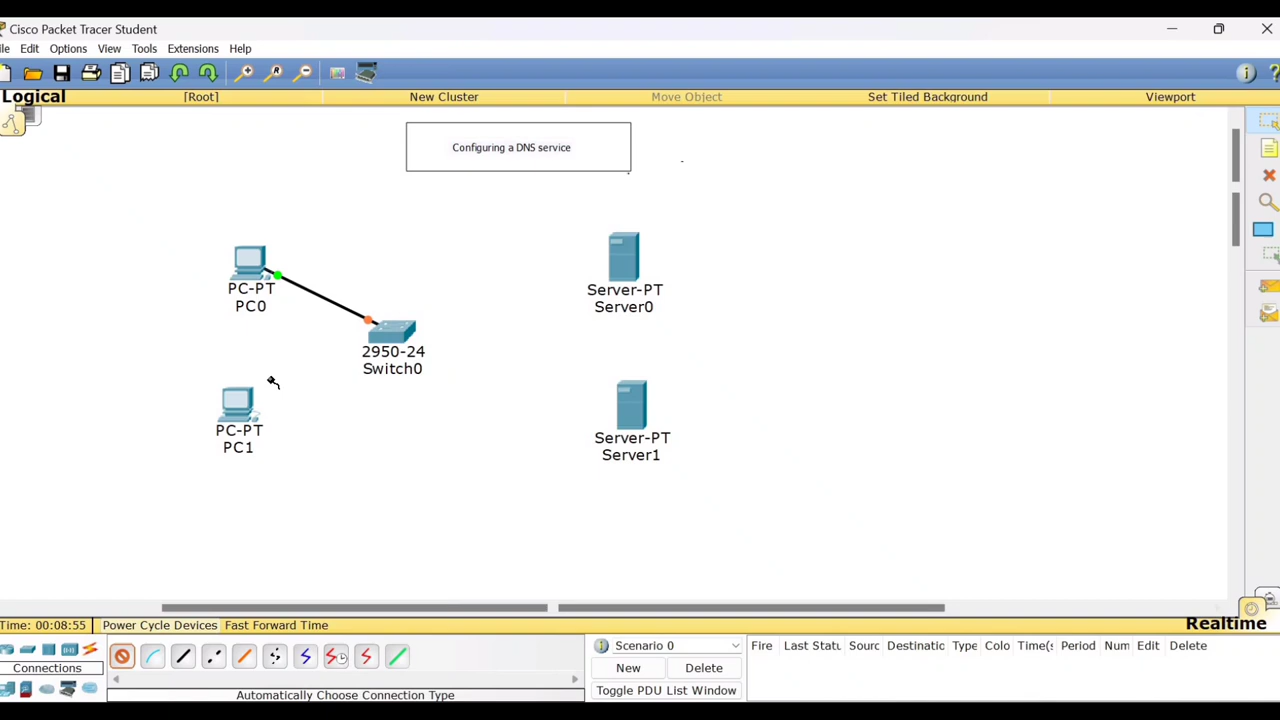 Cisco Packet Tracer Student
ile Edit Options View Tools Extensions Help
Logical [Root] New Cluster Move Object Set Tiled Background Viewport
Configuring a DNS service
PC-PT
PC0
Server-PT
Server0
2950-24
Switch0
PC-PT
PC1
Server-PT
Server1
Time: 00:08:55 Power Cycle Devices Fast Forward Time
Realtime
Connections
Automatically Choose Connection Type
Scenario 0
New Delete
Toggle PDU List Window
Fire Last Statu Sourc Destinatic Type Colo Time(s Period Num Edit Delete